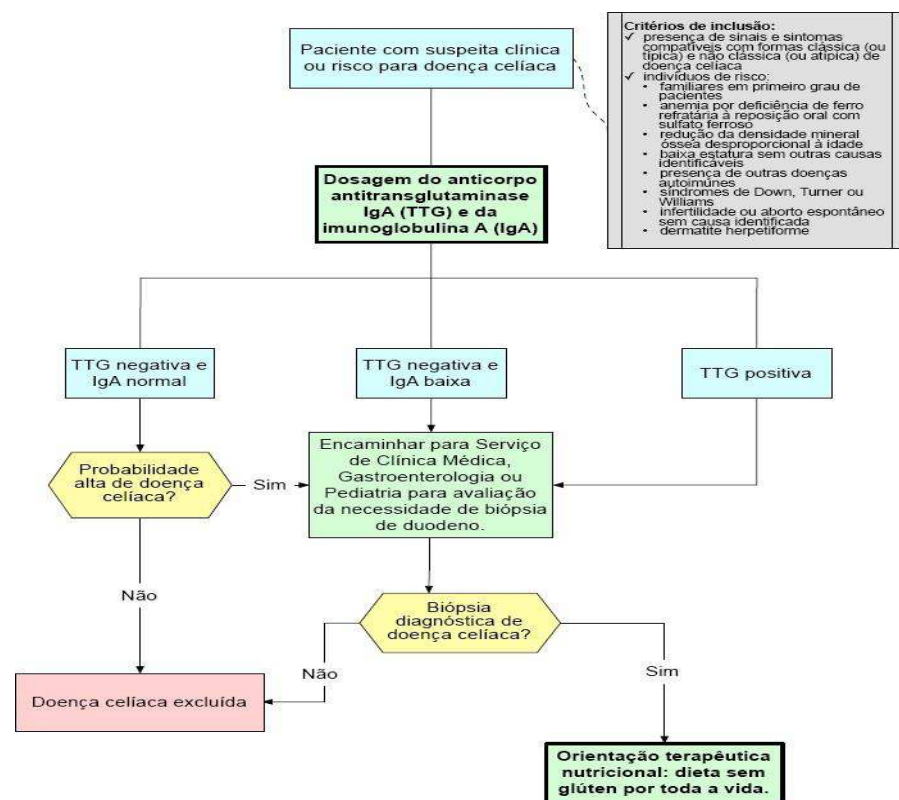 Paciente com suspeita clínica
ou risco para doença celíaca
Critérios de inclusão:
✓ presença de sinais e sintomas
compatíveis com formas clássica (ou
típica) e não clássica (ou atípica) de
doença celíaca
✓ indivíduos de risco:
• familiares em primeiro grau de
pacientes
• anemia por deficiência de ferro
refratária à reposição oral com
sulfato ferroso
• redução da densidade mineral
óssea desproporcional à idade
• baixa estatura sem outras causas
identificáveis
• presença de outras doenças
autoimunes
• síndromes de Down, Turner ou
Williams
• infertilidade ou aborto espontâneo
sem causa identificada
• dermatite herpetiforme
Dosagem do anticorpo
antitransglutaminase
IgA (TTG) e da
imunoglobulina A (IgA)
TTG negativa e
IgA normal
TTG negativa e
IgA baixa
TTG positiva
Probabilidade
alta de doença
celíaca?
Sim
Encaminhar para Serviço
de Clínica Médica,
Gastroenterologia ou
Pediatria para avaliação
da necessidade de biópsia
de duodeno.
Não
Biópsia
diagnóstica de
doença celíaca?
Não
Sim
Doença celíaca excluída
Orientação terapêutica
nutricional: dieta sem
glúten por toda a vida.